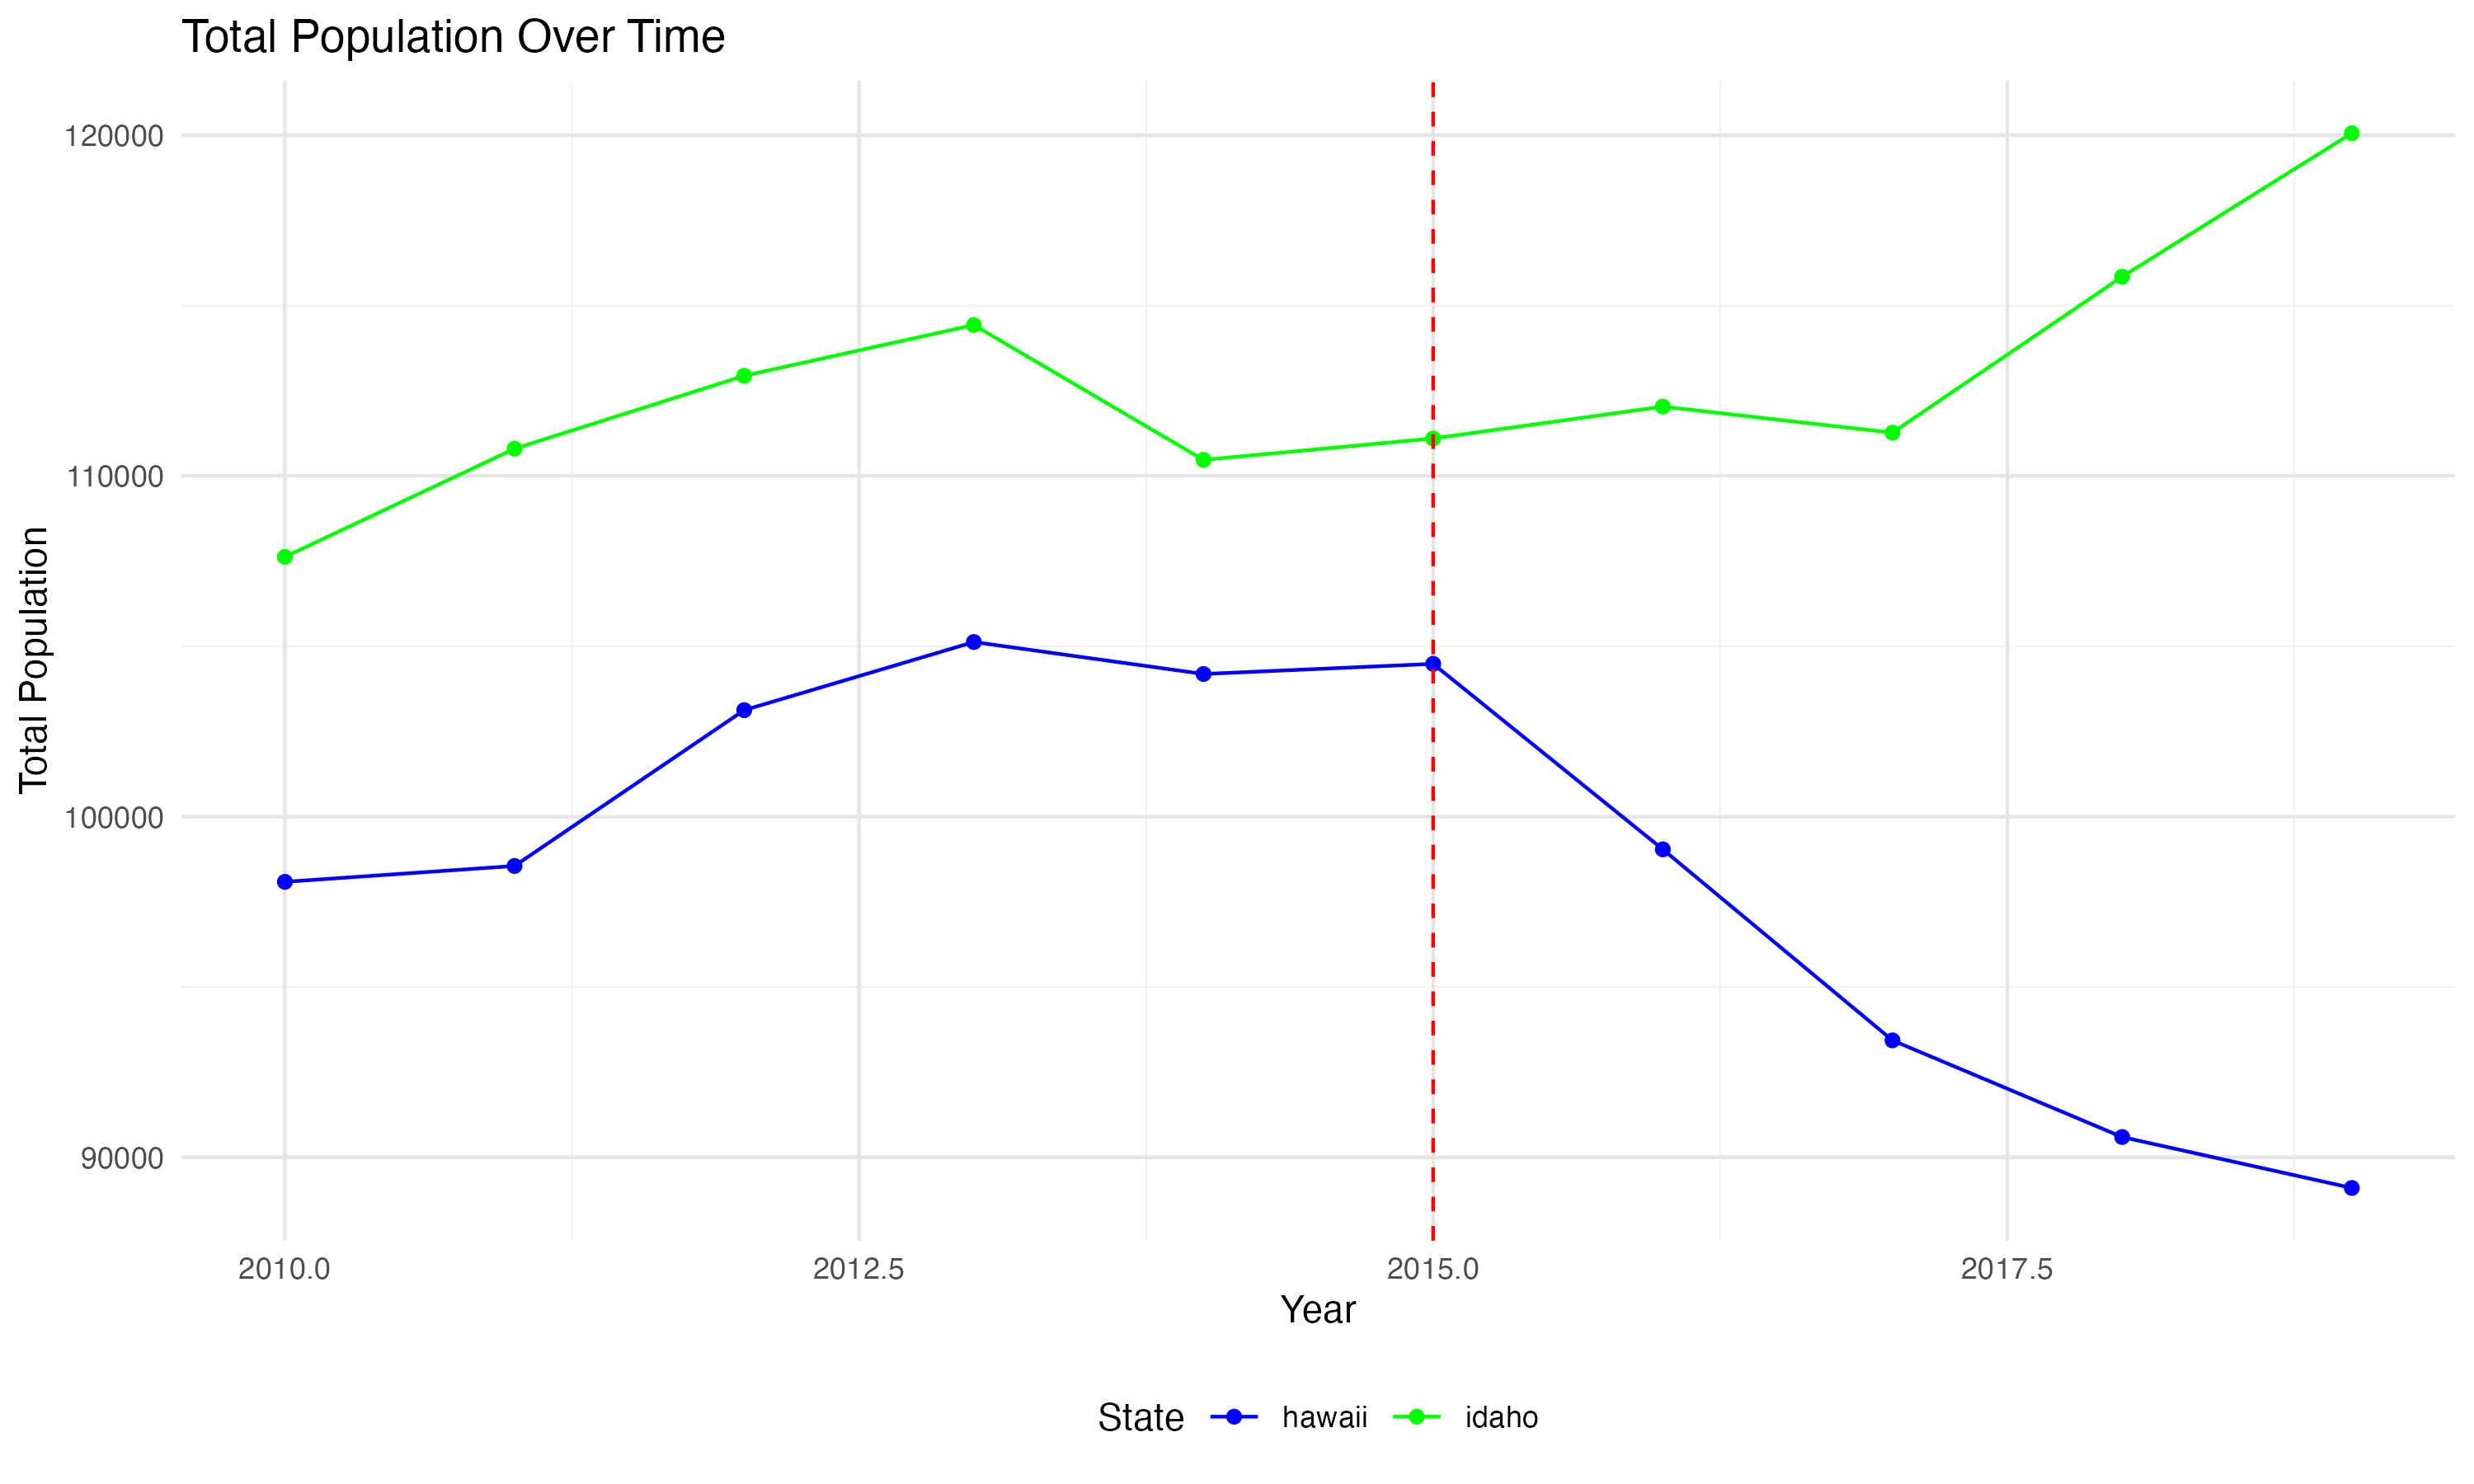 Total Population Over Time
120000
110000
100000
90000
Total Population
2010.0 2012.5 2015.0 2017.5
Year
State hawaii idaho